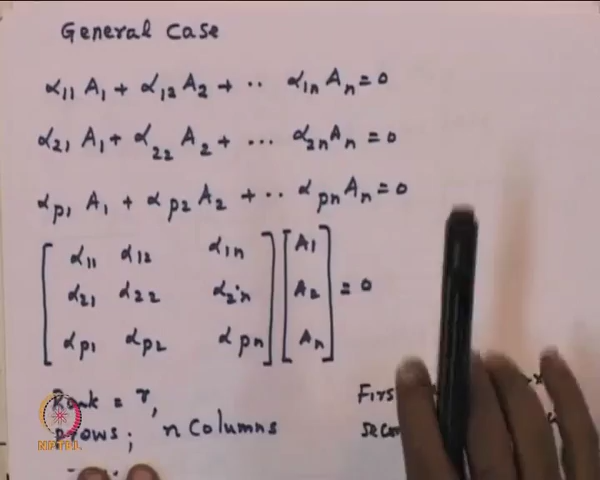 General Case
α₁₁ A₁ + α₁₂ A₂ + ·· α₁ₙ Aₙ = 0
α₂₁ A₁ + α₂₂ A₂ + ··· α₂ₙ Aₙ = 0
αₚ₁ A₁ + αₚ₂ A₂ + ·· αₚₙ Aₙ = 0
[ α₁₁ α₁₂ α₁ₙ ] [ A₁ ]
[ α₂₁ α₂₂ α₂ₙ ] [ A₂ ] = 0
[ αₚ₁ αₚ₂ αₚₙ ] [ Aₙ ]
Rank = r,
p rows; n Columns
NPTEL